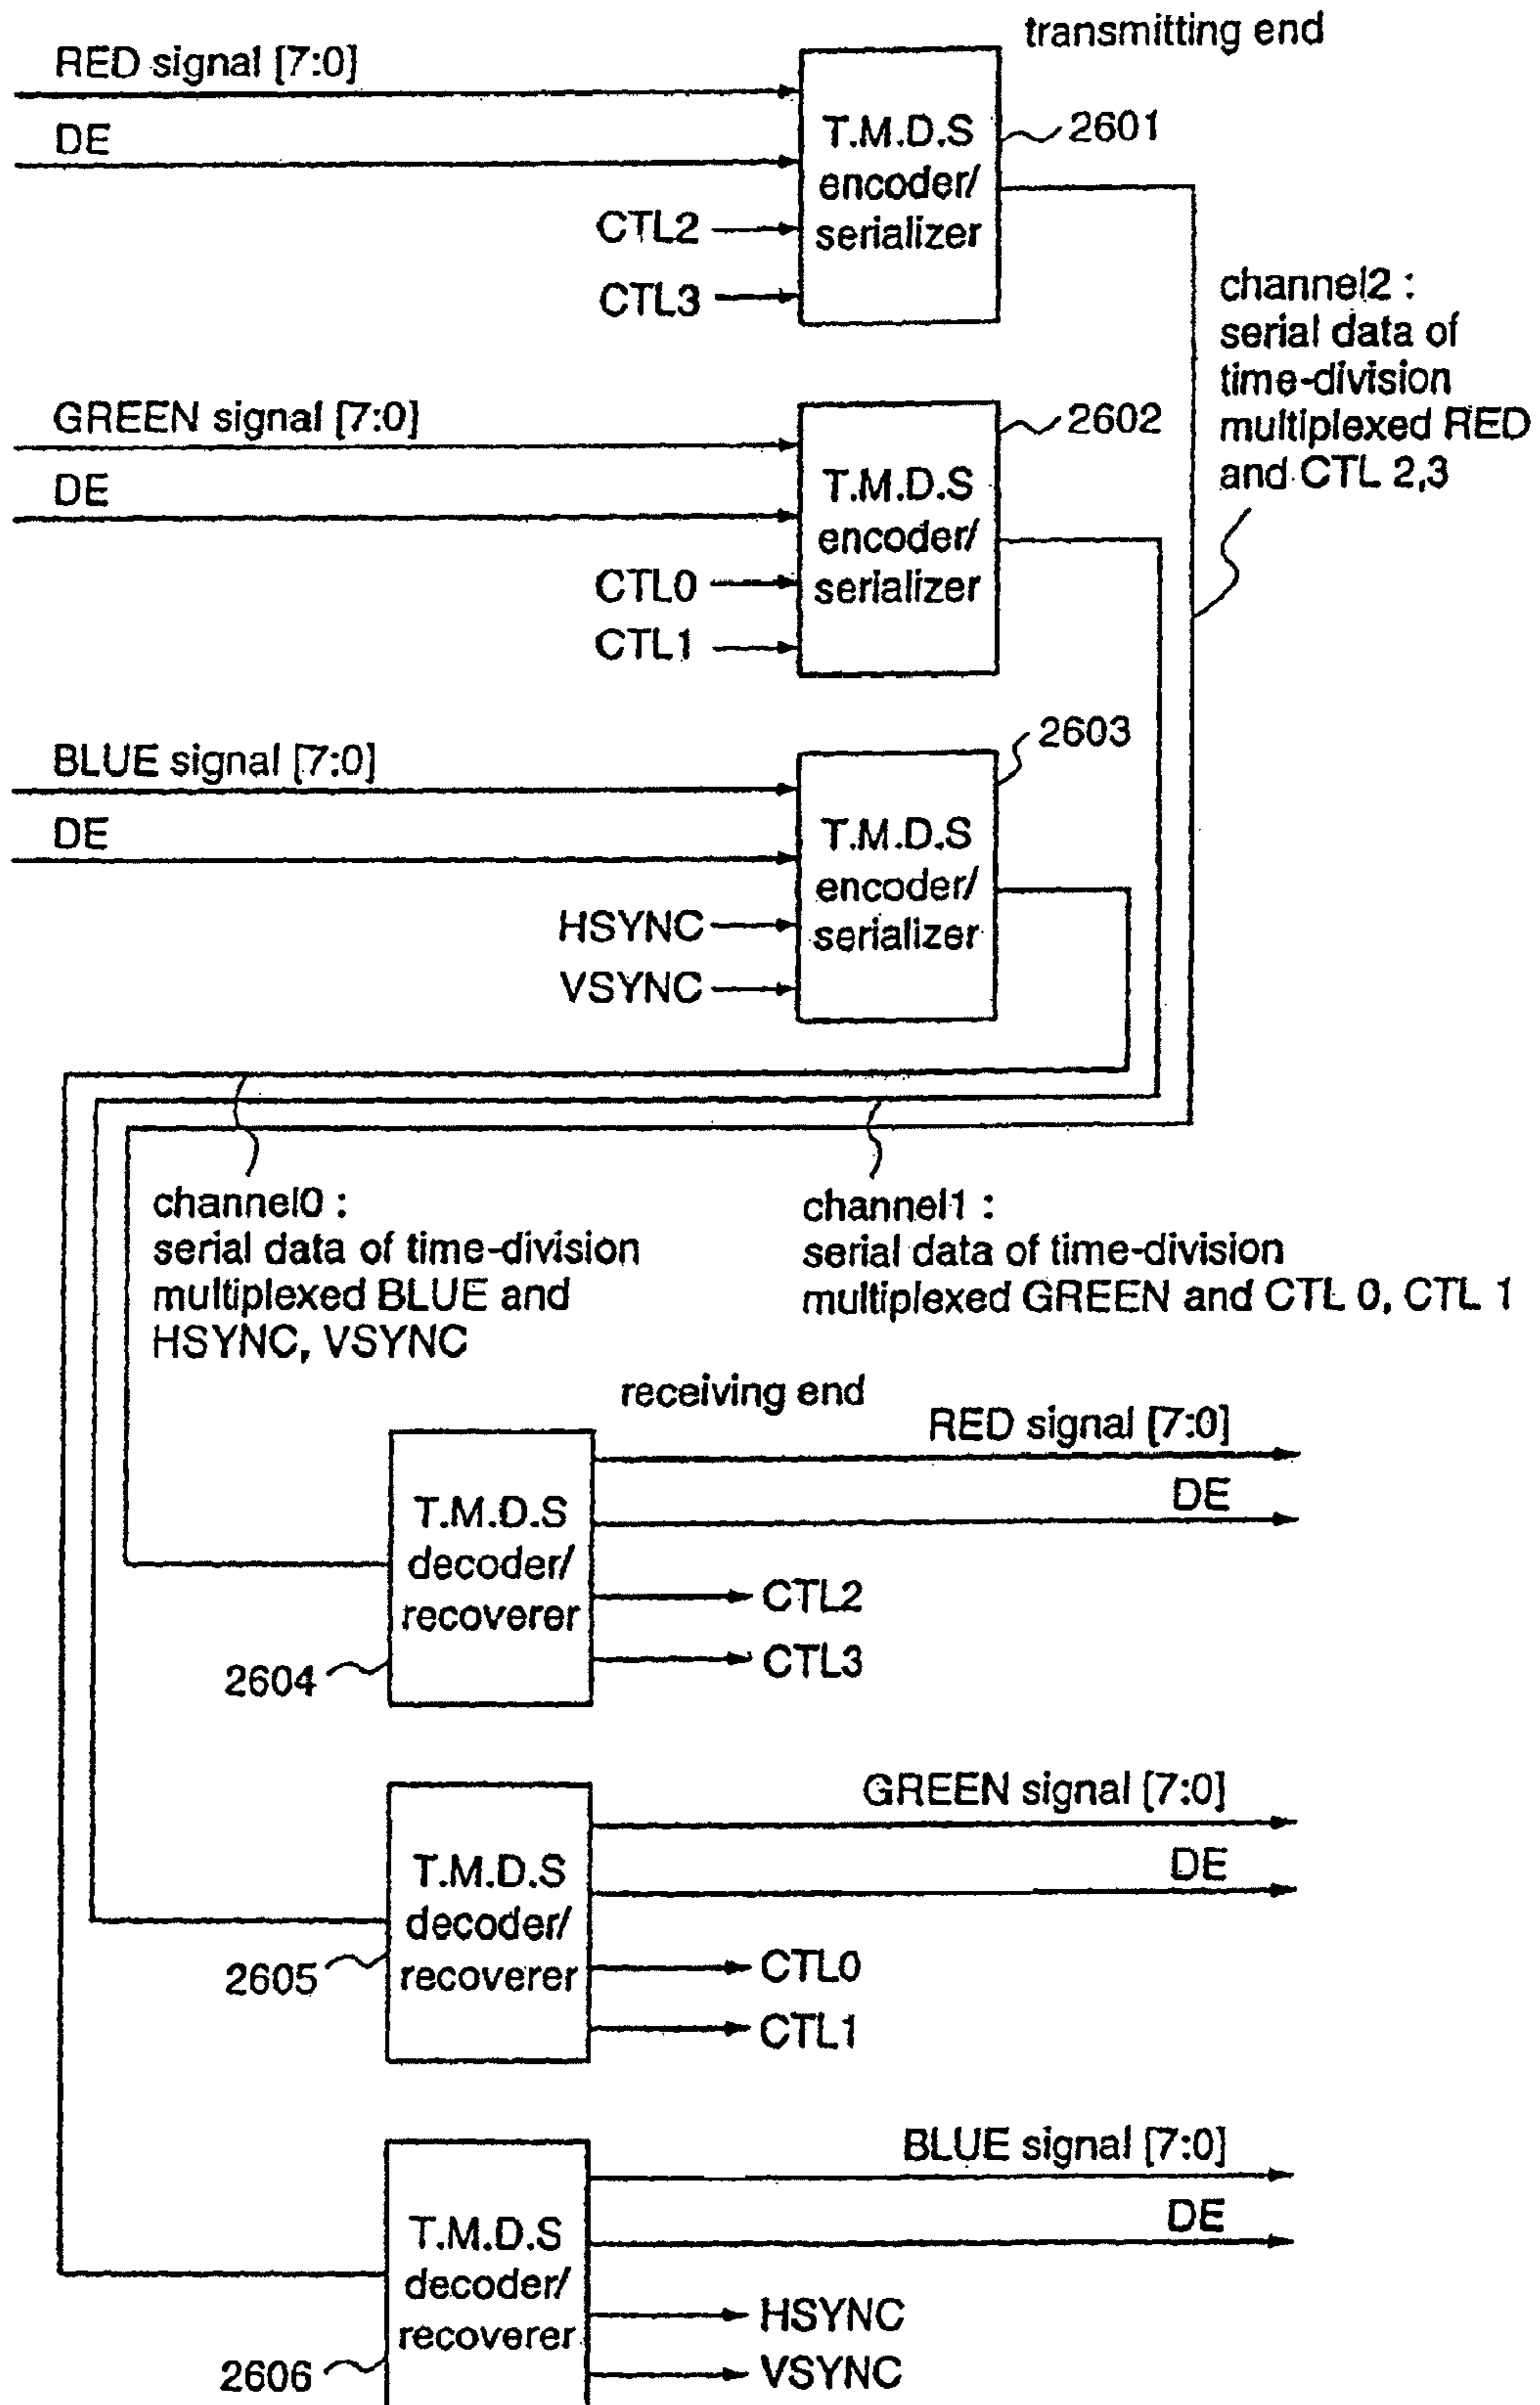 transmitting end
RED signal [7:0]
DE
CTL2
CTL3
T.M.D.S
encoder/
serializer
2601
channel2 :
serial data of
time-division
multiplexed RED
and CTL 2,3
GREEN signal [7:0]
DE
CTL0
CTL1
T.M.D.S
encoder/
serializer
2602
BLUE signal [7:0]
DE
HSYNC
VSYNC
T.M.D.S
encoder/
serializer
2603
channel0 :
serial data of time-division
multiplexed BLUE and
HSYNC, VSYNC
channel1 :
serial data of time-division
multiplexed GREEN and CTL 0, CTL 1
receiving end
T.M.D.S
decoder/
recoverer
2604
RED signal [7:0]
DE
CTL2
CTL3
T.M.D.S
decoder/
recoverer
2605
GREEN signal [7:0]
DE
CTL0
CTL1
T.M.D.S
decoder/
recoverer
2606
BLUE signal [7:0]
DE
HSYNC
VSYNC